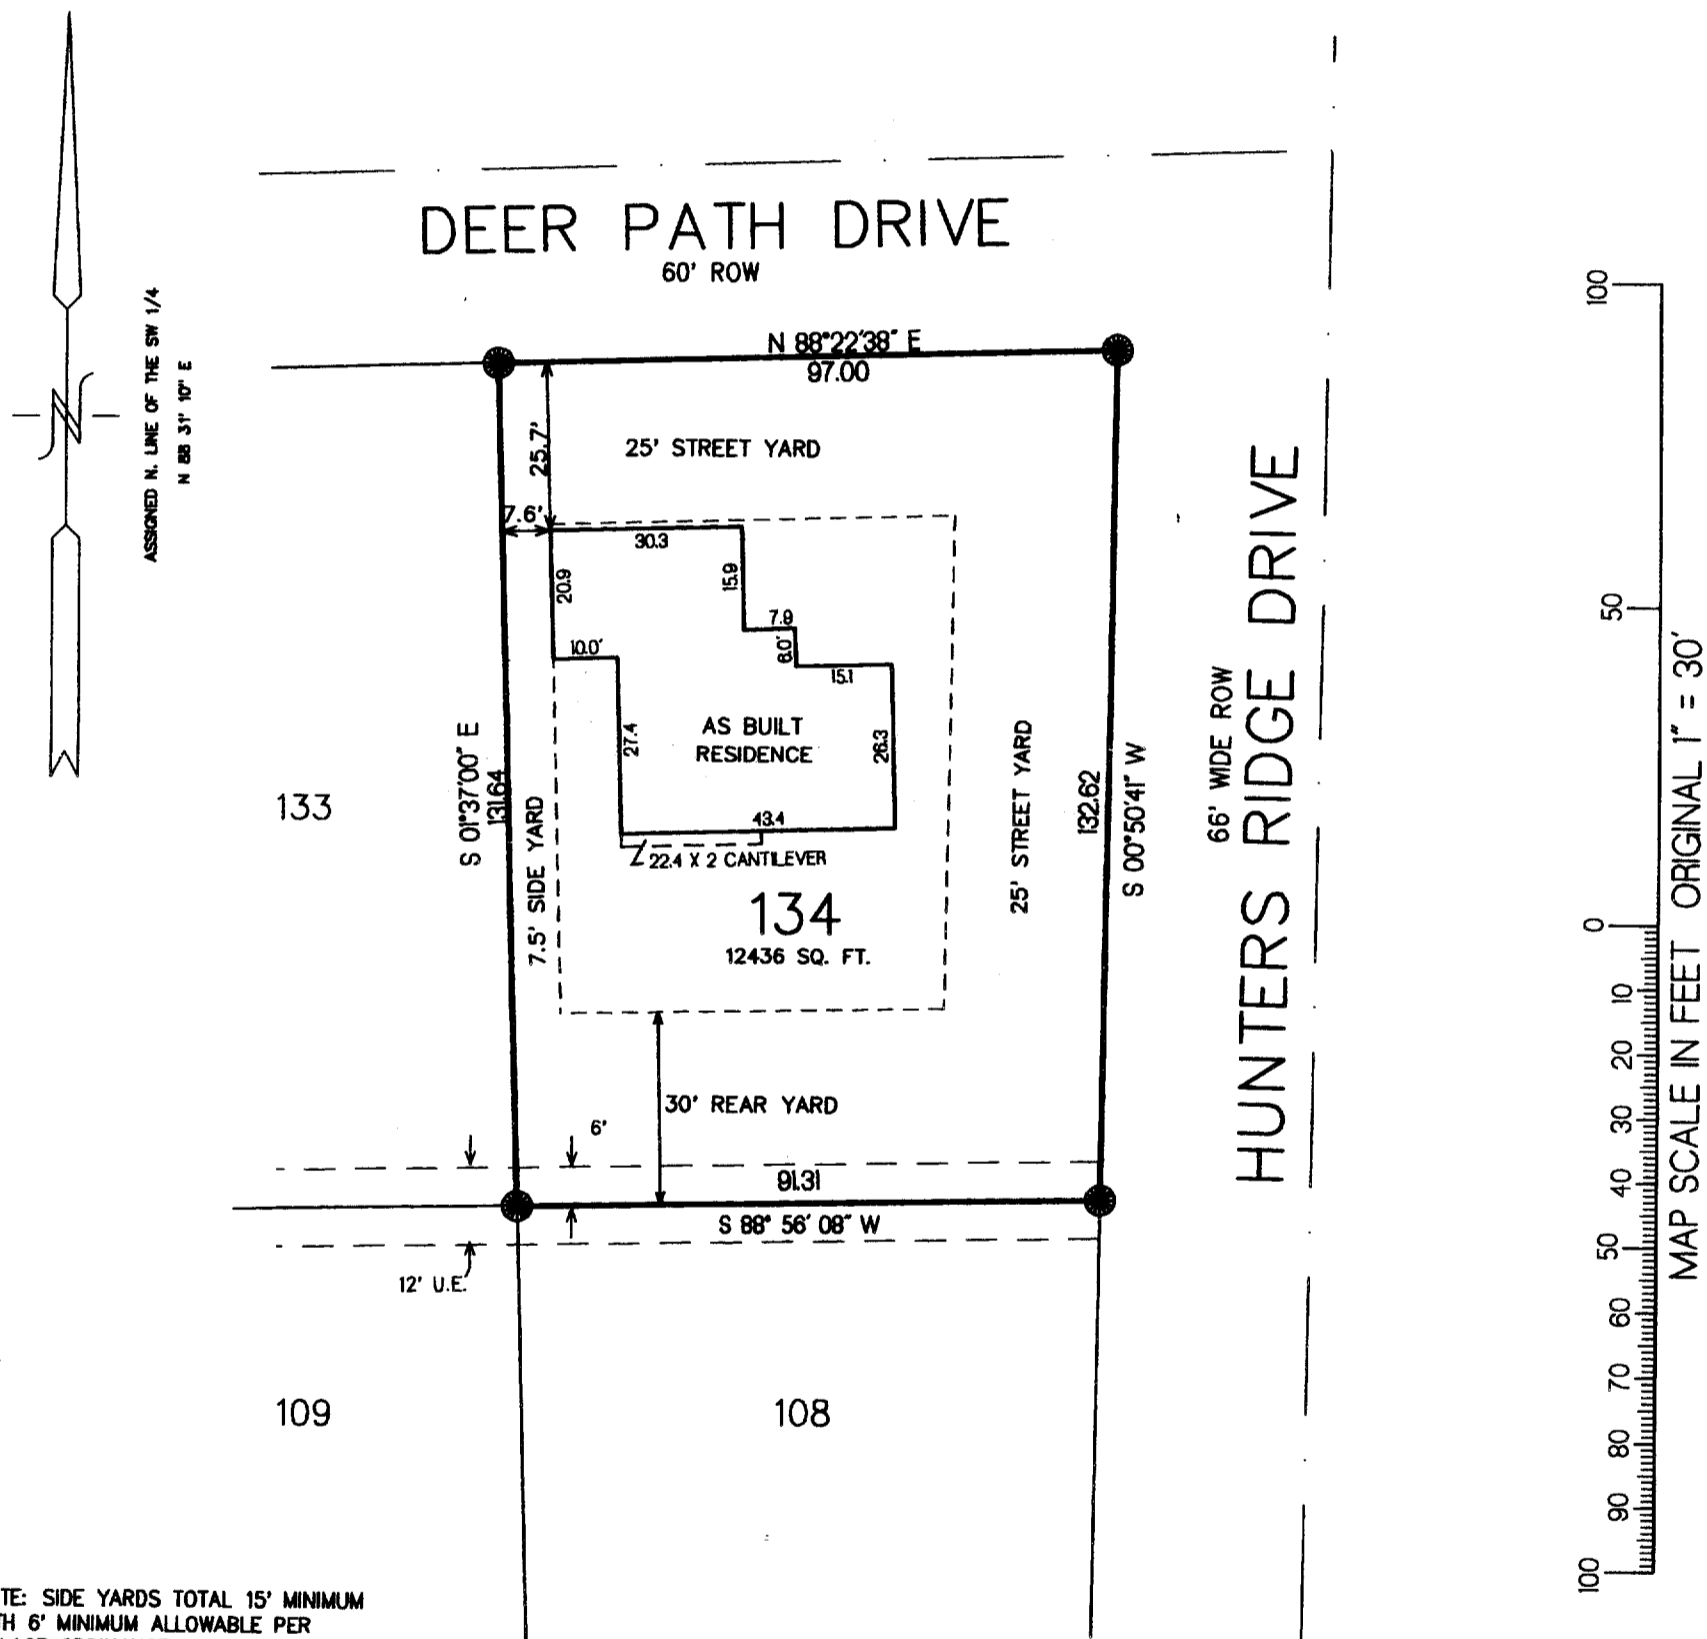 DEER PATH DRIVE
60' ROW
ASSIGNED N. LINE OF THE SW 1/4
N 88 31' 10" E
N
N 88°22'38" E
97.00
25.7'
25' STREET YARD
7.6'
30.3
20.9
15.9
7.9
6.0'
10.0'
15.1
27.4
AS BUILT
RESIDENCE
26.3
43.4
22.4 X 2 CANTILEVER
134
12436 SQ. FT.
133
S 01°37'00" E
131.64
7.5' SIDE YARD
25' STREET YARD
132.62
S 00°50'41" W
66' WIDE ROW
HUNTERS RIDGE DRIVE
30' REAR YARD
6'
91.31
S 88° 56' 08" W
12' U.E.
109
108
TE: SIDE YARDS TOTAL 15' MINIMUM
TH 6' MINIMUM ALLOWABLE PER
100
50
0
10
20
30
40
50
60
70
80
90
100
MAP SCALE IN FEET ORIGINAL 1" = 30'